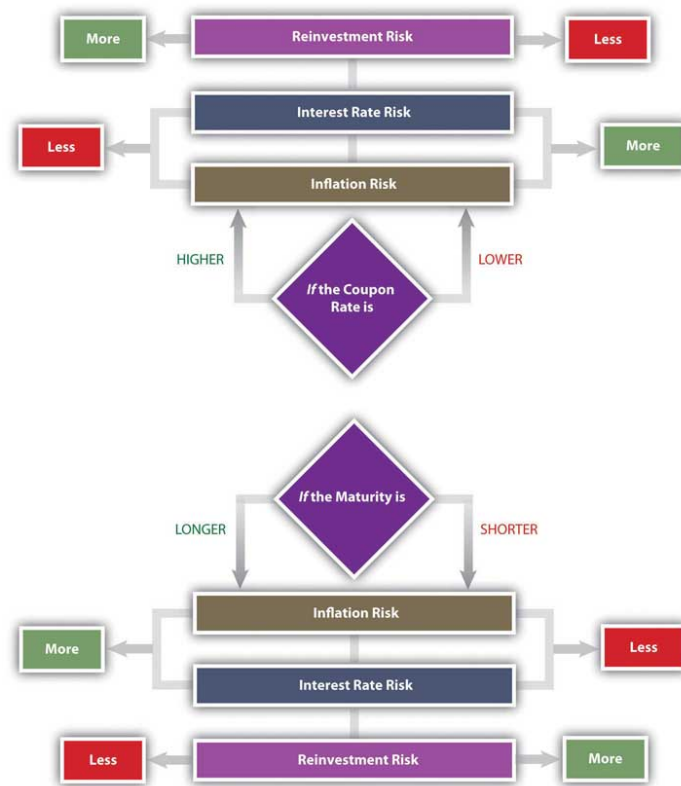 More
Reinvestment Risk
Less
Interest Rate Risk
Less
More
Inflation Risk
HIGHER
LOWER
If the Coupon
Rate is
If the Maturity is
LONGER
SHORTER
Inflation Risk
More
Less
Interest Rate Risk
Less
Reinvestment Risk
More